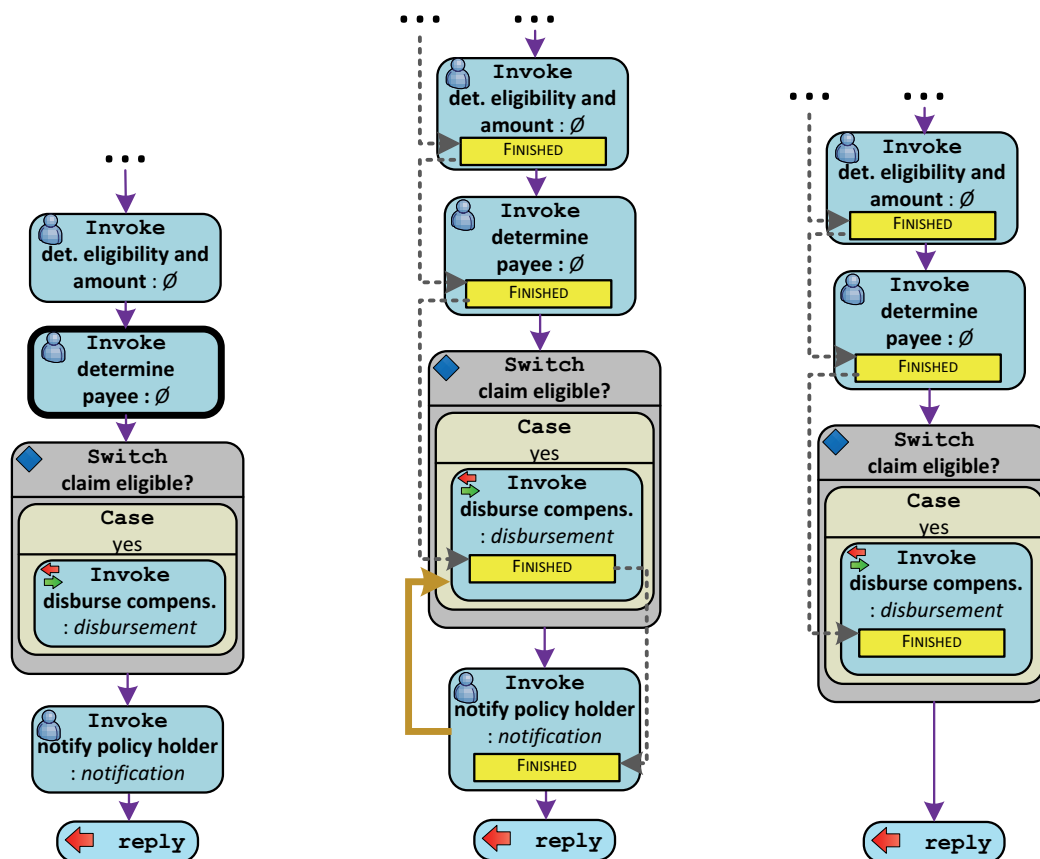 ...
Invoke
det. eligibility and
amount : Ø
Invoke
determine
payee : Ø
Switch
claim eligible?
Case
yes
Invoke
disburse compens.
: disbursement
Invoke
notify policy holder
: notification
reply
... ...
Invoke
det. eligibility and
amount : Ø
FINISHED
Invoke
determine
payee : Ø
FINISHED
Switch
claim eligible?
Case
yes
Invoke
disburse compens.
: disbursement
FINISHED
Invoke
notify policy holder
: notification
FINISHED
reply
... ...
Invoke
det. eligibility and
amount : Ø
FINISHED
Invoke
determine
payee : Ø
FINISHED
Switch
claim eligible?
Case
yes
Invoke
disburse compens.
: disbursement
FINISHED
reply